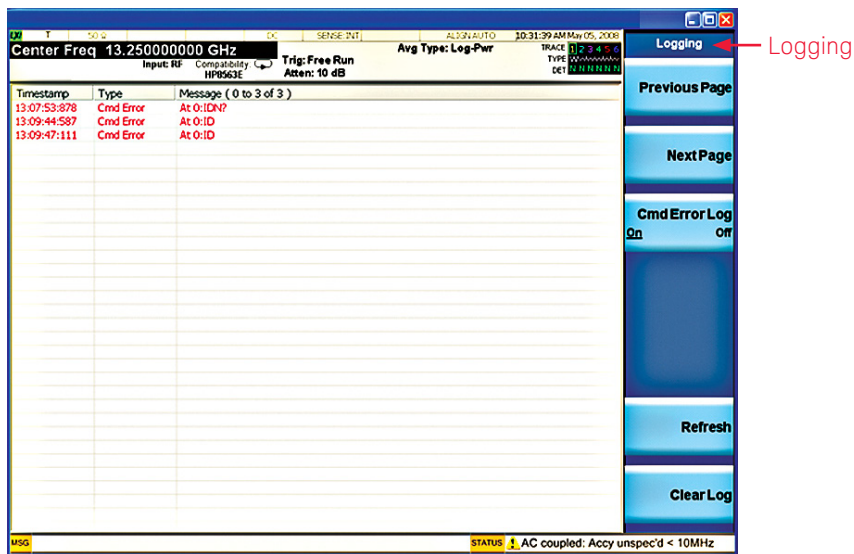 LXI T 50 Ω DC SENSE:INT ALIGN AUTO 10:31:39 AM May 05, 2008
Center Freq 13.250000000 GHz
Input: RF
Compatibility:
HP8563E
Trig: Free Run
Atten: 10 dB
Avg Type: Log-Pwr
TRACE 1 2 3 4 5 6
TYPE W
DET N N N N N N
Timestamp Type Message ( 0 to 3 of 3 )
13:07:53:878 Cmd Error At 0:IDN?
13:09:44:587 Cmd Error At 0:ID
13:09:47:111 Cmd Error At 0:ID
MSG
STATUS AC coupled: Accy unspec'd < 10MHz
Logging
Previous Page
Next Page
Cmd Error Log
On Off
Refresh
Clear Log
Logging